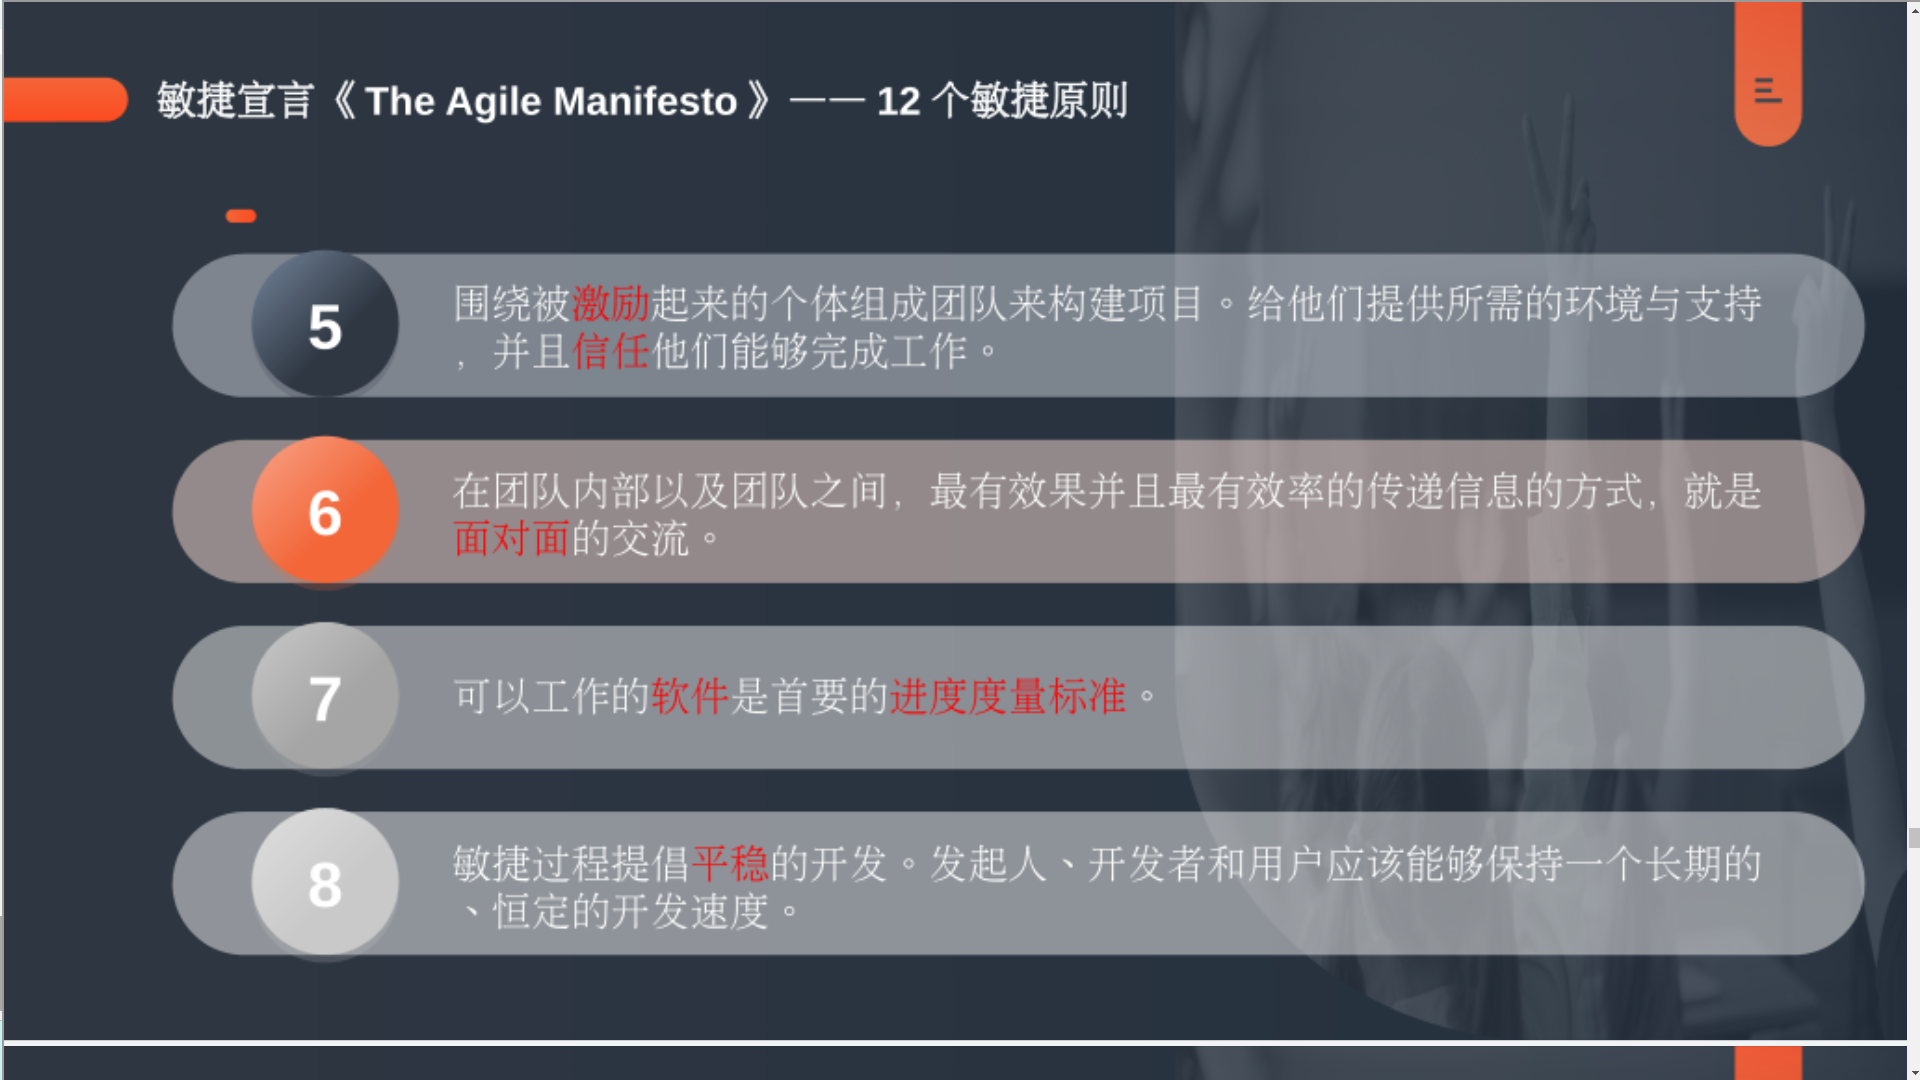 敏捷宣言《The Agile Manifesto》—— 12 个敏捷原则
5
围绕被激励起来的个体组成团队来构建项目。给他们提供所需的环境与支持
，并且信任他们能够完成工作。
6
在团队内部以及团队之间，最有效果并且最有效率的传递信息的方式，就是
面对面的交流。
7
可以工作的软件是首要的进度度量标准。
8
敏捷过程提倡平稳的开发。发起人、开发者和用户应该能够保持一个长期的
、恒定的开发速度。